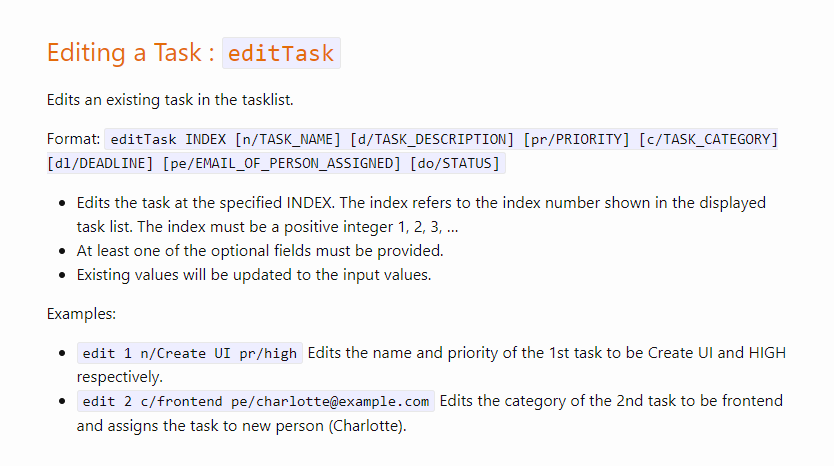 Editing a Task : editTask
Edits an existing task in the tasklist.
Format: editTask INDEX [n/TASK_NAME] [d/TASK_DESCRIPTION] [pr/PRIORITY] [c/TASK_CATEGORY]
[dl/DEADLINE] [pe/EMAIL_OF_PERSON_ASSIGNED] [do/STATUS]
• Edits the task at the specified INDEX. The index refers to the index number shown in the displayed
task list. The index must be a positive integer 1, 2, 3, …
• At least one of the optional fields must be provided.
• Existing values will be updated to the input values.
Examples:
• edit 1 n/Create UI pr/high Edits the name and priority of the 1st task to be Create UI and HIGH
respectively.
• edit 2 c/frontend pe/charlotte@example.com Edits the category of the 2nd task to be frontend
and assigns the task to new person (Charlotte).